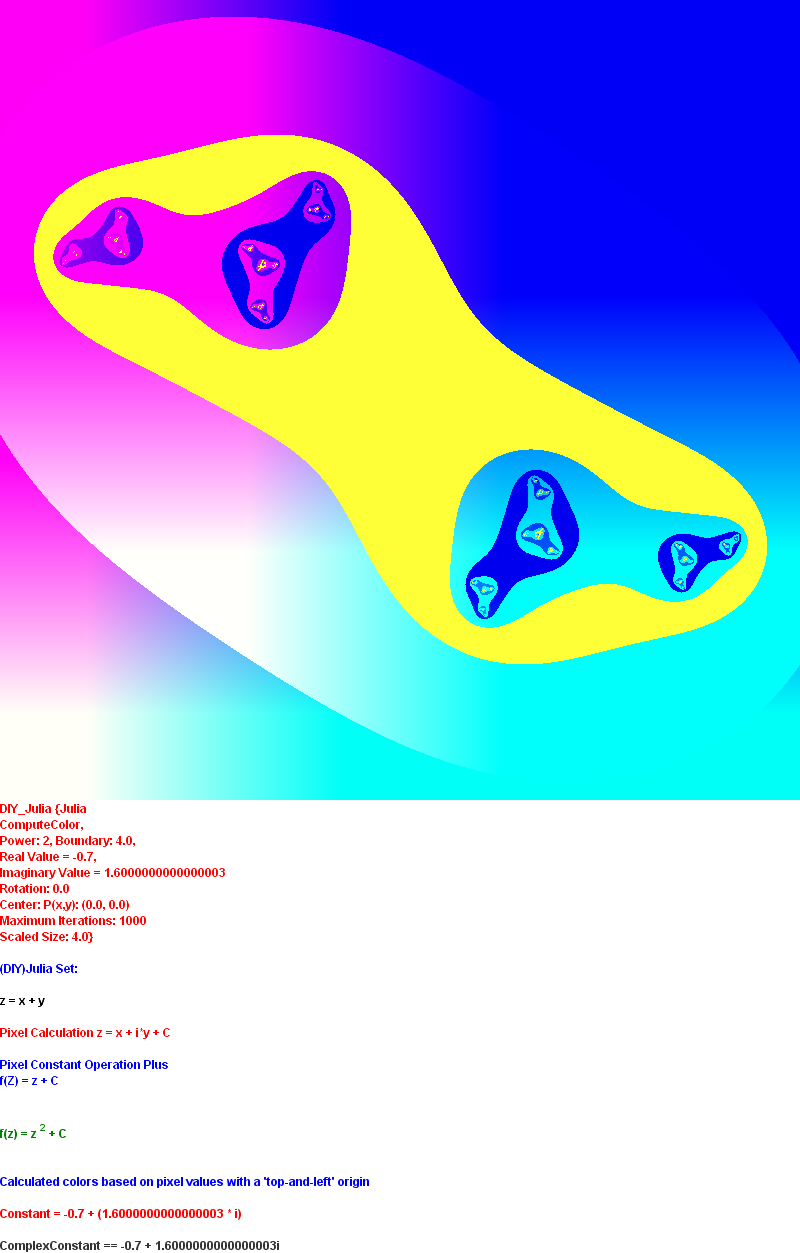 DIY_Julia {Julia
ComputeColor,
Power: 2, Boundary: 4.0,
Real Value = -0.7,
Imaginary Value = 1.6000000000000003
Rotation: 0.0
Center: P(x,y): (0.0, 0.0)
Maximum Iterations: 1000
Scaled Size: 4.0}
(DIY)Julia Set:
z = x + y
Pixel Calculation z = x + i*y + C
Pixel Constant Operation Plus
f(Z) = z + C
f(z) = z 2 + C
Calculated colors based on pixel values with a 'top-and-left' origin
Constant = -0.7 + (1.6000000000000003 * i)
ComplexConstant == -0.7 + 1.6000000000000003i